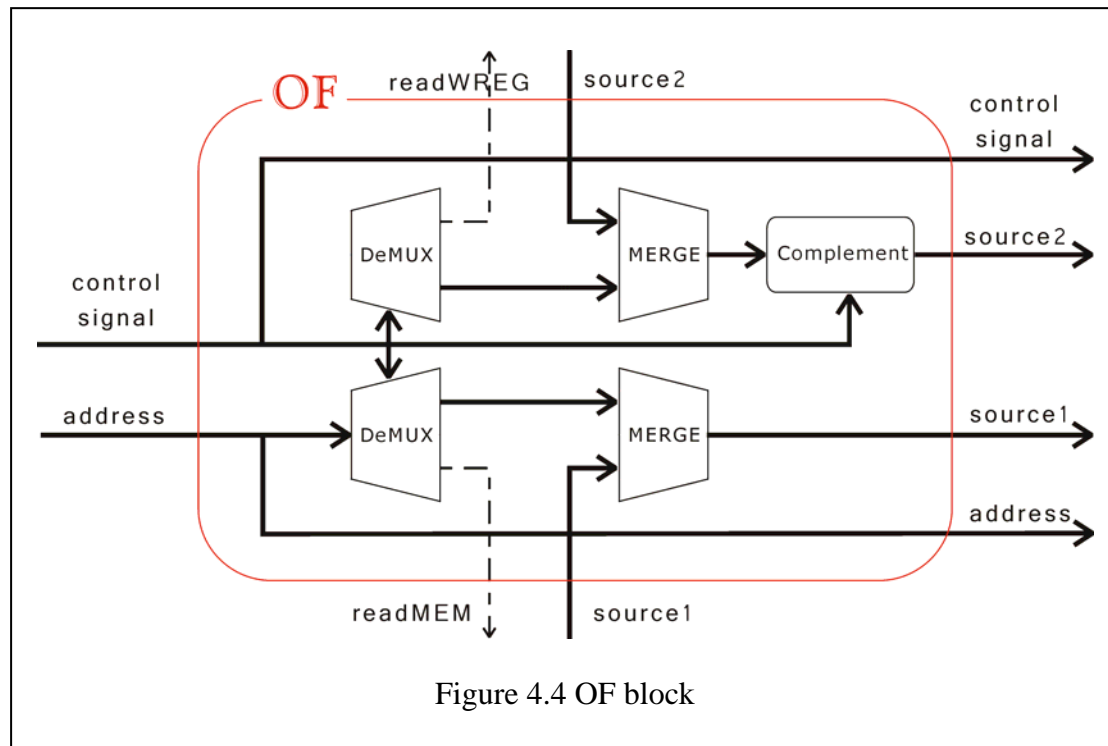 readWREG
source2
OF
control
signal
DeMUX
MERGE
Complement
source2
control
signal
address
DeMUX
MERGE
source1
address
readMEM
source1
Figure 4.4 OF block